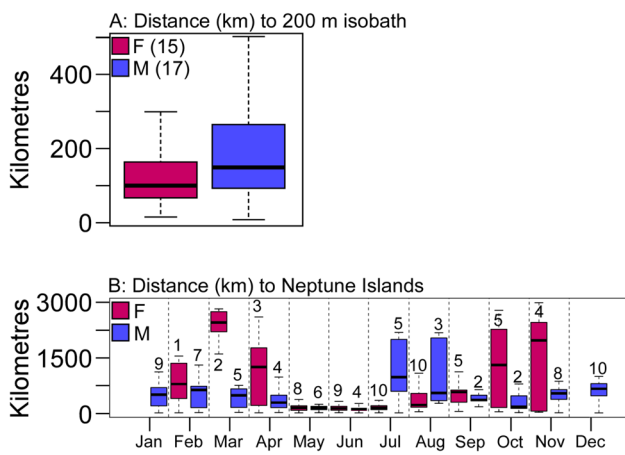 A: Distance (km) to 200 m isobath
F (15)
M (17)
Kilometres
400
200
0
B: Distance (km) to Neptune Islands
F
M
Kilometres
3000
1500
0
9 1 7 2 5 3 4 8 6 9 4 10 5 10 3 5 2 5 2 4 8 10
Jan Feb Mar Apr May Jun Jul Aug Sep Oct Nov Dec